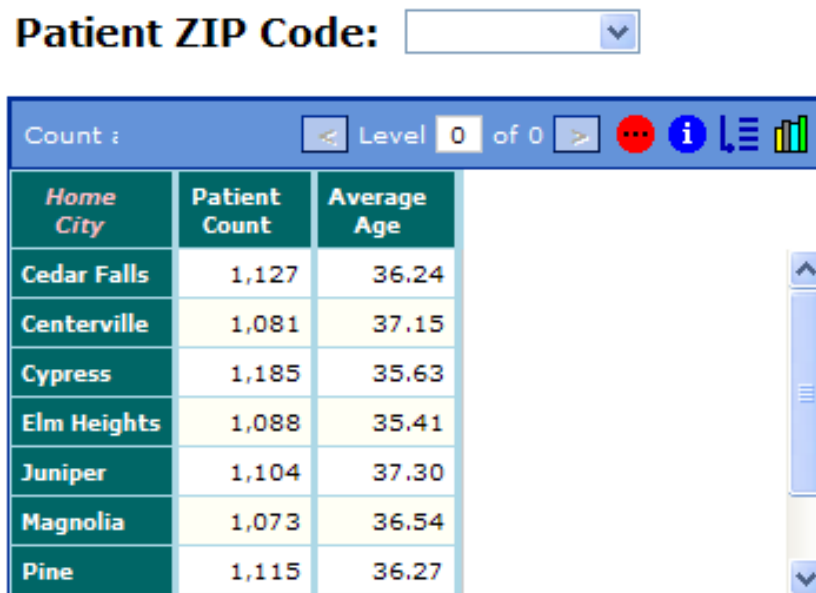 Patient ZIP Code:
Count
< Level 0 of 0 >
Home City Patient Count Average Age
Cedar Falls 1,127 36.24
Centerville 1,081 37.15
Cypress 1,185 35.63
Elm Heights 1,088 35.41
Juniper 1,104 37.30
Magnolia 1,073 36.54
Pine 1,115 36.27